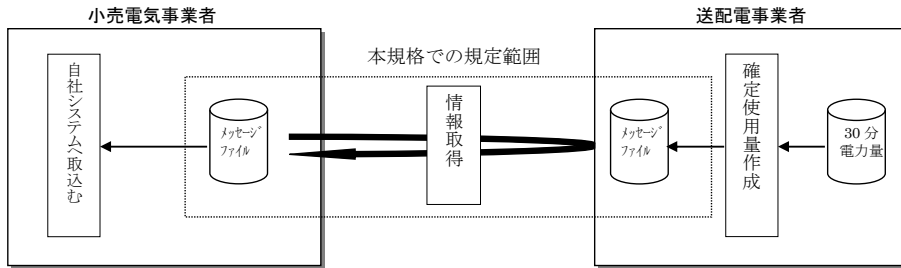 小売電気事業者
送配電事業者
本規格での規定範囲
自社システムへ取込む
ﾒｯｾｰｼﾞ
ﾌｧｲﾙ
情報取得
ﾒｯｾｰｼﾞ
ﾌｧｲﾙ
確定使用量作成
30 分
電力量